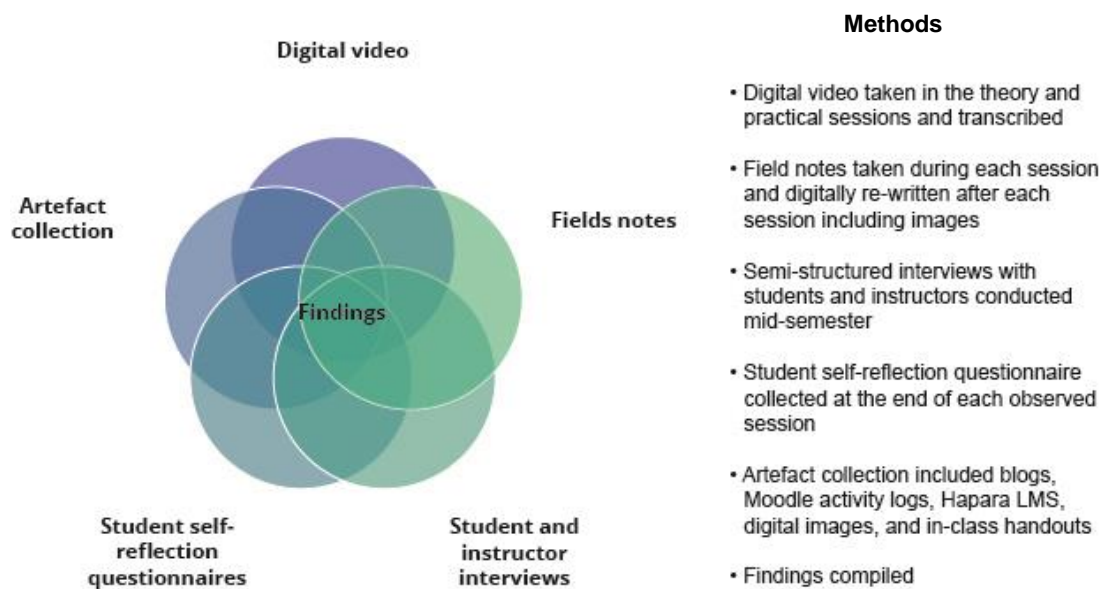 Digital video
Artefact
collection
Fields notes
Findings
Student self-
reflection
questionnaires
Student and
instructor
interviews
Methods
• Digital video taken in the theory and
practical sessions and transcribed
• Field notes taken during each session
and digitally re-written after each
session including images
• Semi-structured interviews with
students and instructors conducted
mid-semester
• Student self-reflection questionnaire
collected at the end of each observed
session
• Artefact collection included blogs,
Moodle activity logs, Hapara LMS,
digital images, and in-class handouts
• Findings compiled